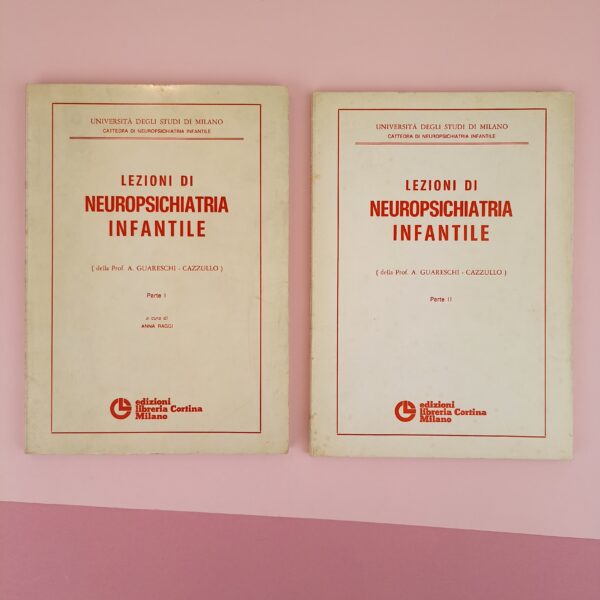 UNIVERSITÀ DEGLI STUDI DI MILANO
CATTEDRA DI NEUROPSICHIATRIA INFANTILE
LEZIONI DI
NEUROPSICHIATRIA
INFANTILE
( della Prof. A. GUARESCHI - CAZZULLO )
Parte I
a cura di
ANNA RAGGI
edizioni
libreria Cortina
Milano
UNIVERSITÀ DEGLI STUDI DI MILANO
CATTEDRA DI NEUROPSICHIATRIA INFANTILE
LEZIONI DI
NEUROPSICHIATRIA
INFANTILE
( della Prof. A. GUARESCHI - CAZZULLO )
Parte II
edizioni
libreria Cortina
Milano